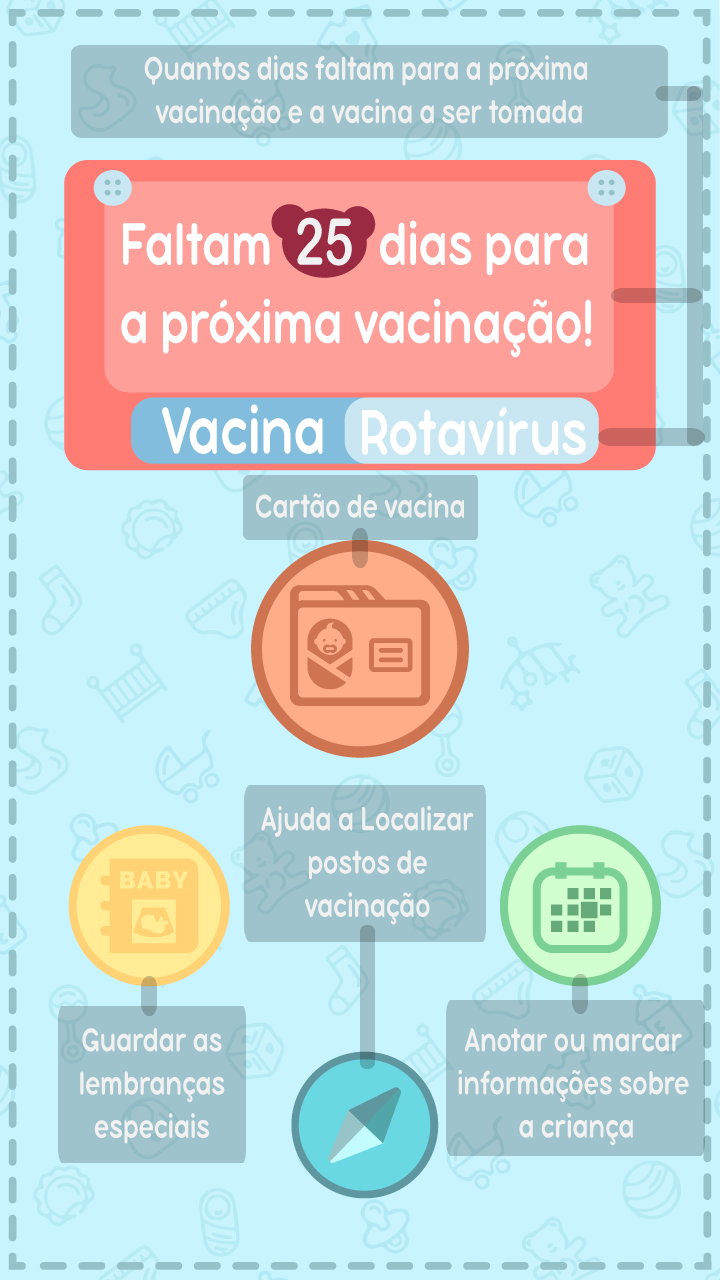 Quantos dias faltam para a próxima
vacinação e a vacina a ser tomada
Faltam 25 dias para
a próxima vacinação!
Vacina Rotavírus
Cartão de vacina
Ajuda a Localizar
postos de
vacinação
BABY
Guardar as
lembranças
especiais
Anotar ou marcar
informações sobre
a criança